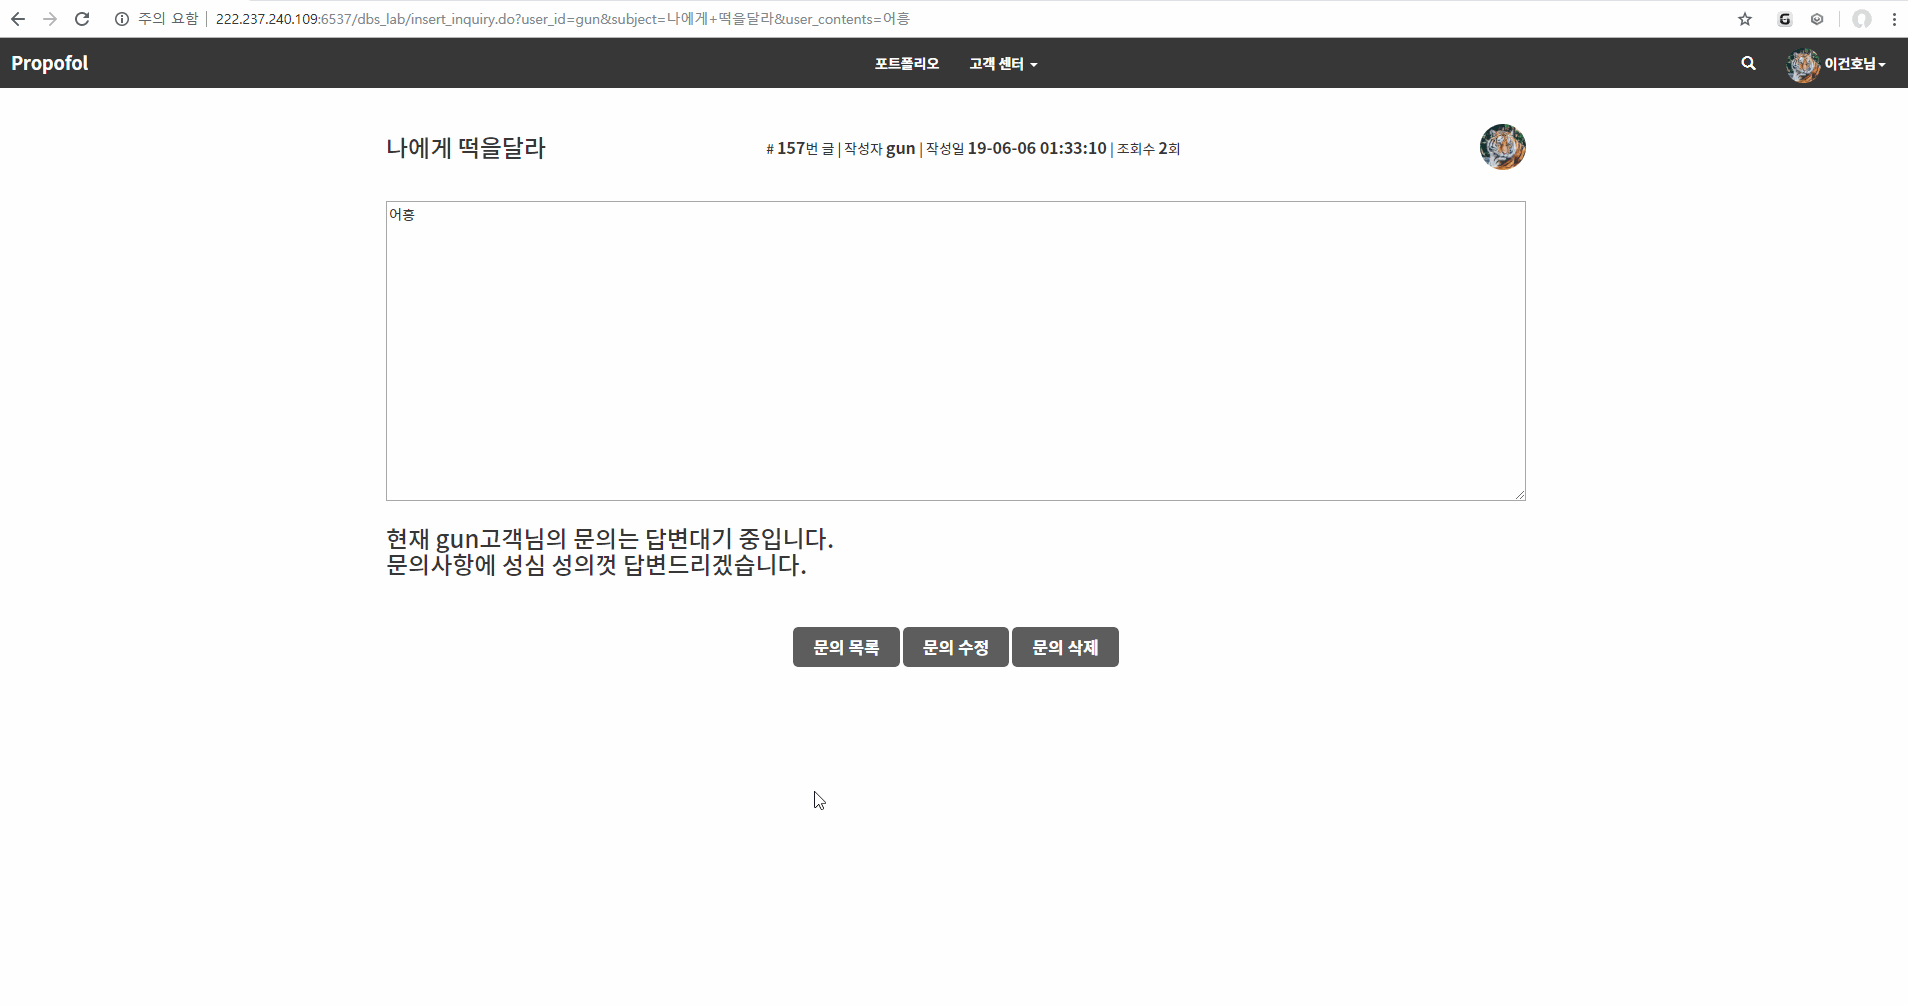 주의 요함 | 222.237.240.109:6537/dbs_lab/insert_inquiry.do?user_id=gun&subject=나에게+떡을달라&user_contents=어흥
Propofol 포트폴리오 고객 센터 이건호님
나에게 떡을달라 # 157번 글 | 작성자 gun | 작성일 19-06-06 01:33:10 | 조회수 2회
어흥
현재 gun고객님의 문의는 답변대기 중입니다.
문의사항에 성심 성의껏 답변드리겠습니다.
문의 목록 문의 수정 문의 삭제